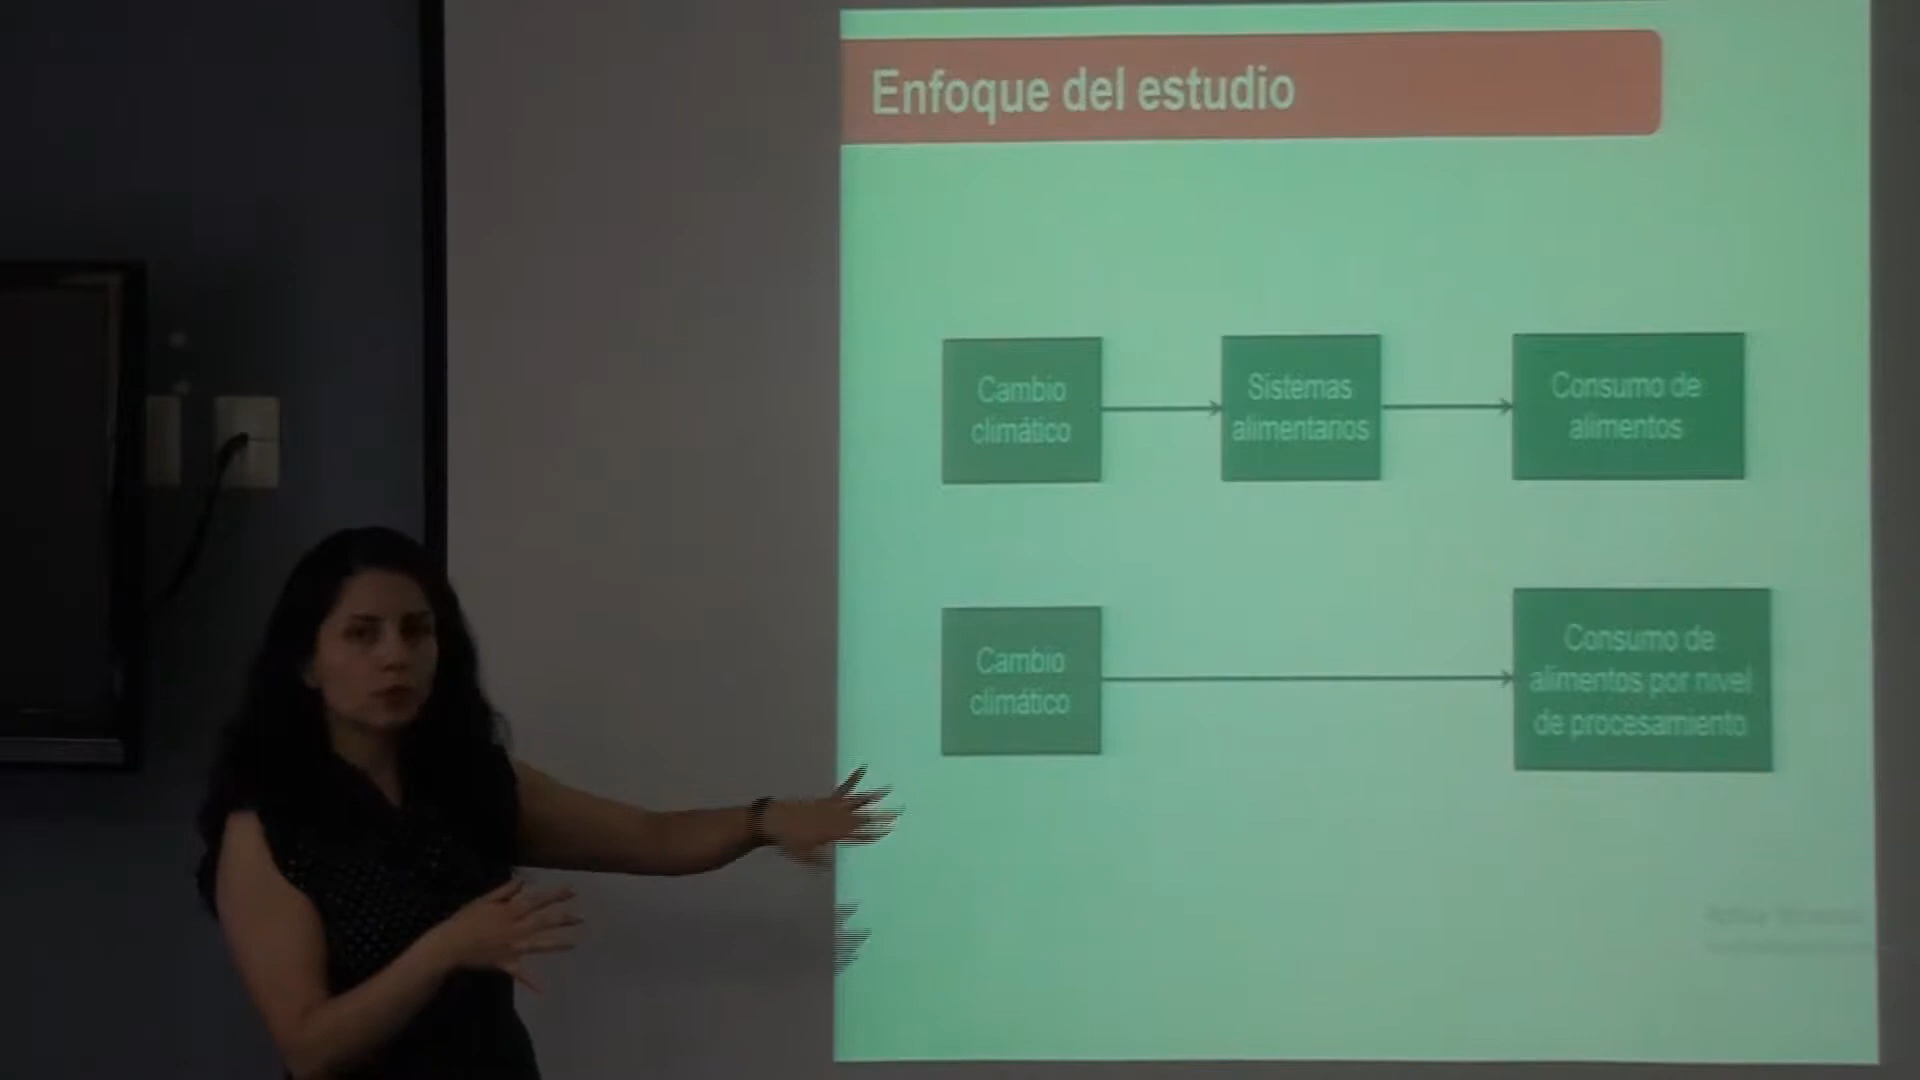 Enfoque del estudio
Cambio
climático
Sistemas
alimentarios
Consumo de
alimentos
Cambio
climático
Consumo de
alimentos por nivel
de procesamiento